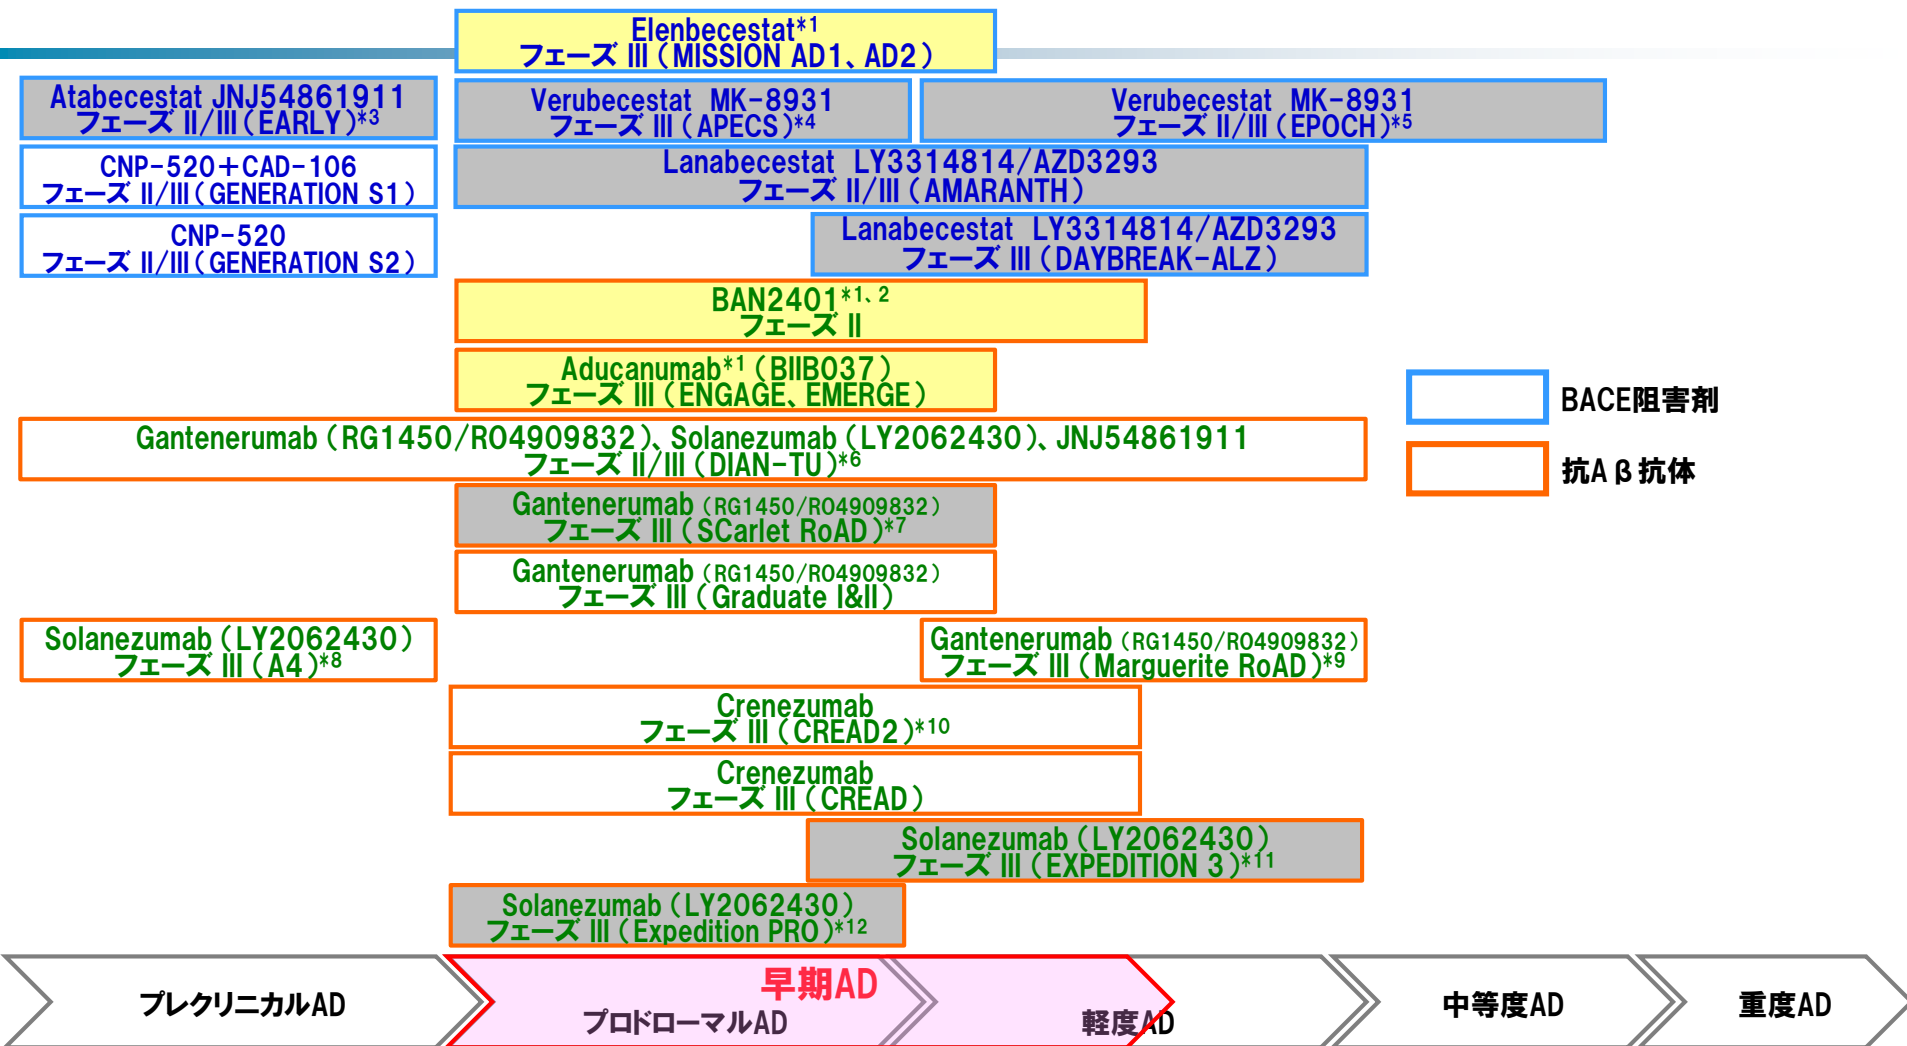 Elenbecestat*1
フェーズ III（MISSION AD1、AD2）
Atabecestat JNJ54861911
フェーズ II/III（EARLY）*3
Verubecestat MK-8931
フェーズ III（APECS）*4
Verubecestat MK-8931
フェーズ II/III（EPOCH）*5
CNP-520＋CAD-106
フェーズ II/III（GENERATION S1）
Lanabecestat LY3314814/AZD3293
フェーズ II/III（AMARANTH）
CNP-520
フェーズ II/III（GENERATION S2）
Lanabecestat LY3314814/AZD3293
フェーズ III（DAYBREAK-ALZ）
BAN2401*1、2
フェーズ II
Aducanumab*1（BIIB037）
フェーズ III（ENGAGE、EMERGE）
BACE阻害剤
Gantenerumab（RG1450/RO4909832）、Solanezumab（LY2062430）、JNJ54861911
フェーズ II/III（DIAN-TU）*6
抗Aβ抗体
Gantenerumab（RG1450/RO4909832）
フェーズ III（SCarlet RoAD）*7
Gantenerumab（RG1450/RO4909832）
フェーズ III（Graduate I&II）
Solanezumab（LY2062430）
フェーズ III（A4）*8
Gantenerumab（RG1450/RO4909832）
フェーズ III（Marguerite RoAD）*9
Crenezumab
フェーズ III（CREAD2）*10
Crenezumab
フェーズ III（CREAD）
Solanezumab（LY2062430）
フェーズ III（EXPEDITION 3）*11
Solanezumab（LY2062430）
フェーズ III（Expedition PRO）*12
早期AD
プレクリニカルAD
プロドローマルAD
軽度AD
中等度AD
重度AD